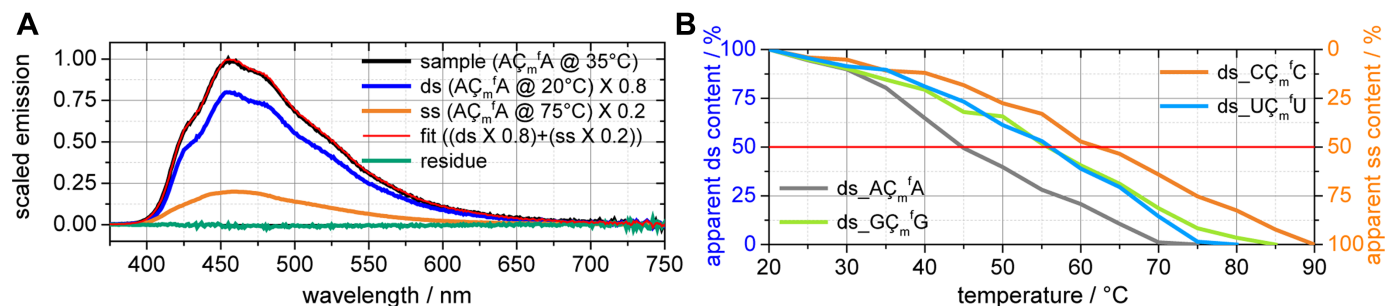 A
scaled emission
1.00
0.75
0.50
0.25
0.00
sample (AÇₘᶠA @ 35°C)
ds (AÇₘᶠA @ 20°C) X 0.8
ss (AÇₘᶠA @ 75°C) X 0.2
fit ((ds X 0.8)+(ss X 0.2))
residue
400 450 500 550 600 650 700 750
wavelength / nm
B
apparent ds content / %
100
75
50
25
0
ds_CÇₘᶠC
ds_UÇₘᶠU
ds_AÇₘᶠA
ds_GÇₘᶠG
0
25
50
75
100
apparent ss content / %
20 30 40 50 60 70 80 90
temperature / °C